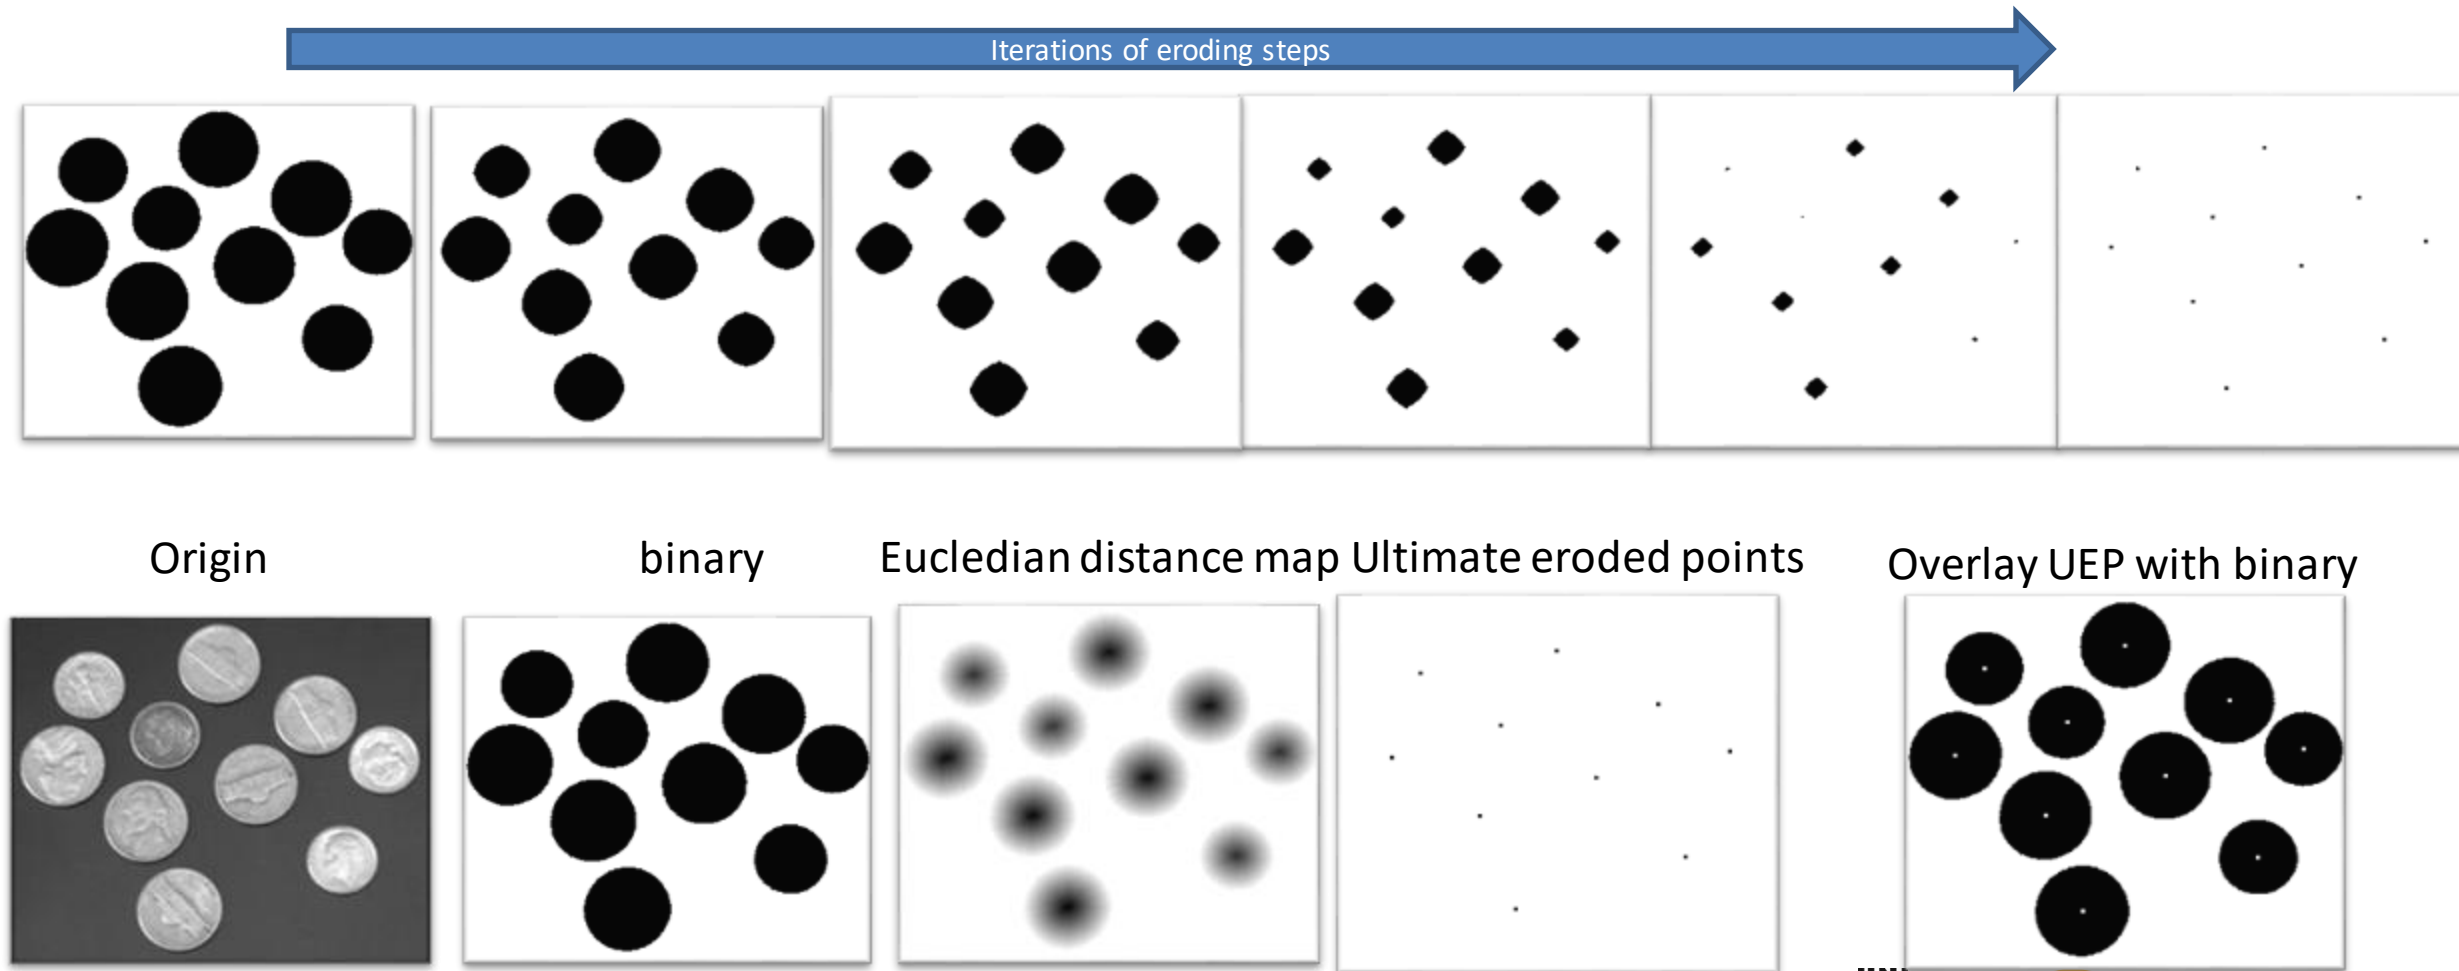 Iterations of eroding steps
Origin
binary
Eucledian distance map
Ultimate eroded points
Overlay UEP with binary